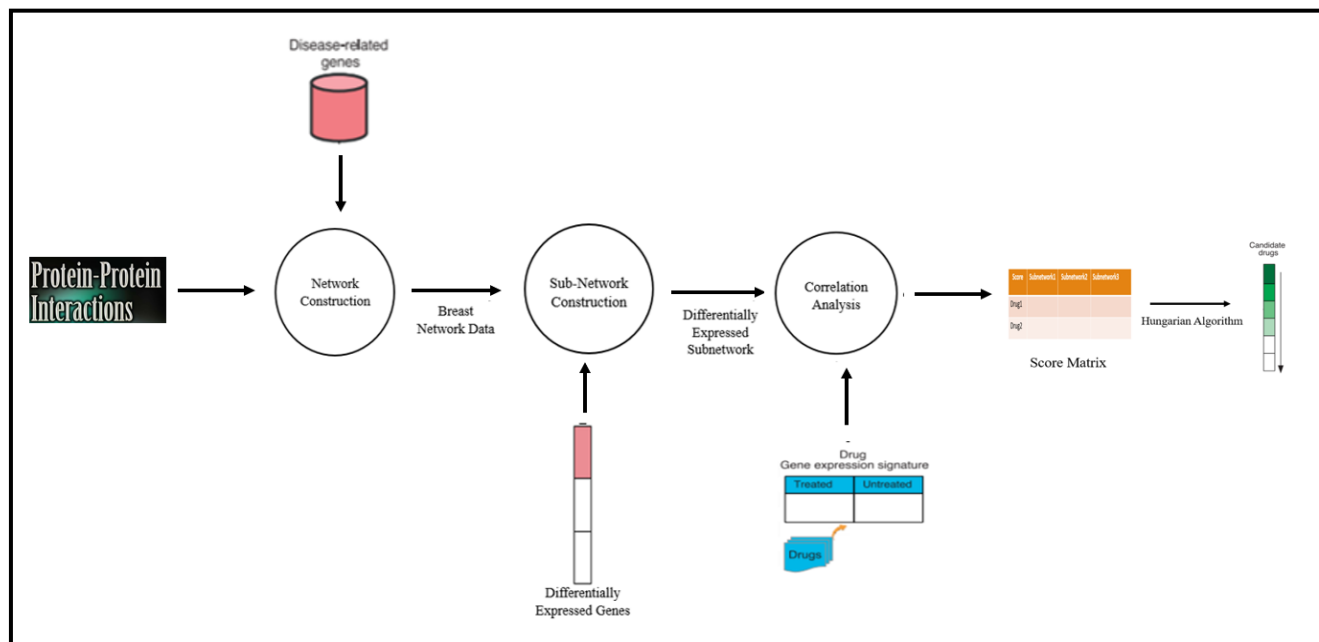 Disease-related
genes
Protein-Protein
Interactions
Network
Construction
Breast
Network Data
Sub-Network
Construction
Differentially
Expressed
Subnetwork
Correlation
Analysis
Score Subnetwork1 Subnetwork2 Subnetwork3
Drug1
Drug2
Score Matrix
Hungarian Algorithm
Candidate
drugs
Differentially
Expressed Genes
Drug
Gene expression signature
Treated Untreated
Drugs